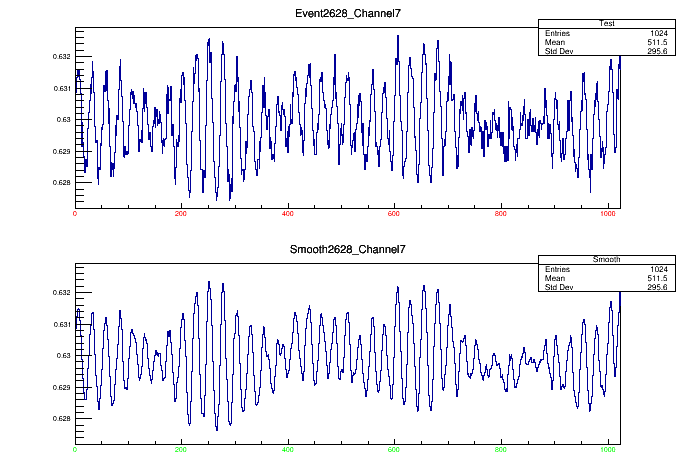 Event2628_Channel7
Test
Entries 1024
Mean 511.5
Std Dev 295.6
0.632
0.631
0.63
0.629
0.628
0 200 400 600 800 1000
Smooth2628_Channel7
Smooth
Entries 1024
Mean 511.5
Std Dev 295.6
0.632
0.631
0.63
0.629
0.628
0 200 400 600 800 1000